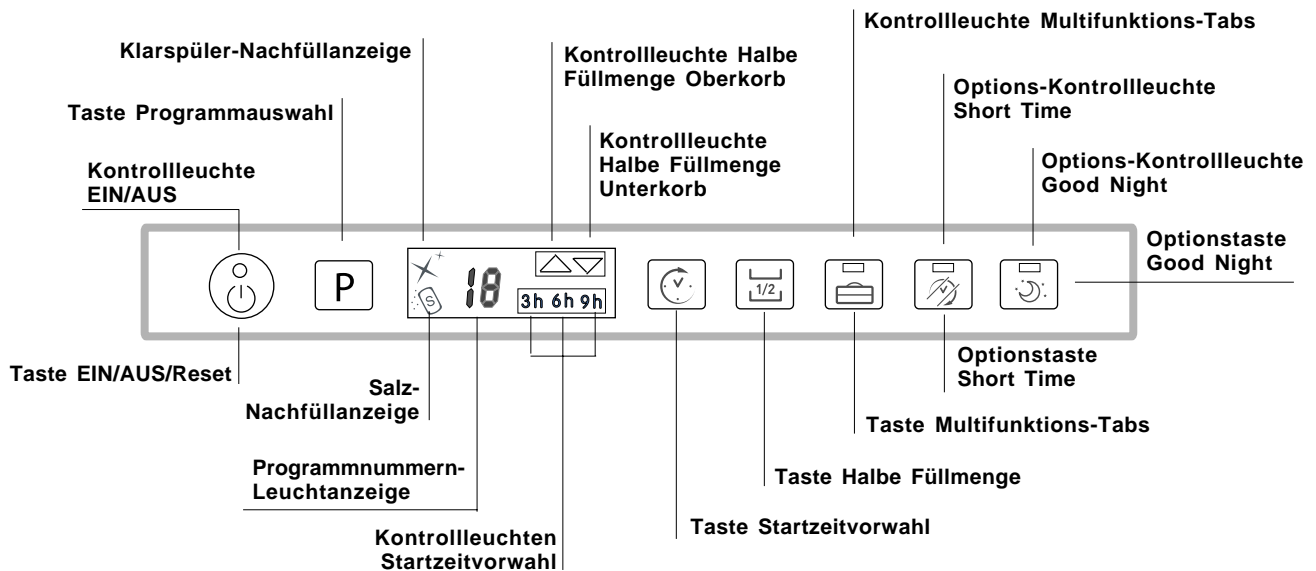 Kontrollleuchte Multifunktions-Tabs
Klarspüler-Nachfüllanzeige
Kontrollleuchte Halbe
Füllmenge Oberkorb
Options-Kontrollleuchte
Short Time
Taste Programmauswahl
Kontrollleuchte
Halbe Füllmenge
Unterkorb
Options-Kontrollleuchte
Good Night
Kontrollleuchte
EIN/AUS
Optionstaste
Good Night
P
S
18
3h 6h 9h
1/2
Taste EIN/AUS/Reset
Salz-
Nachfüllanzeige
Optionstaste
Short Time
Taste Multifunktions-Tabs
Programmnummern-
Leuchtanzeige
Taste Halbe Füllmenge
Taste Startzeitvorwahl
Kontrollleuchten
Startzeitvorwahl